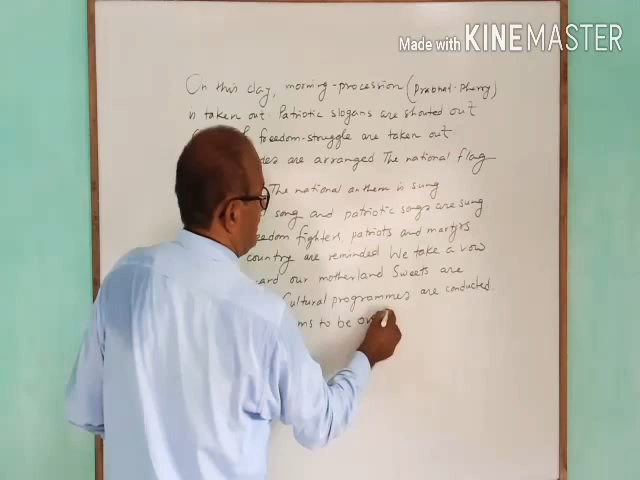 Made with KINEMASTER
On this day, morning-procession (Prabhat-Pherry)
is taken out. Patriotic slogans are shouted out
freedom-struggle are taken out.
are arranged The national flag
The national anthem is sung
song and patriotic songs are sung
fighters, patriots and martyrs
country are reminded We take a vow
our motherland Sweets are
Cultural programmes are conducted.
to be